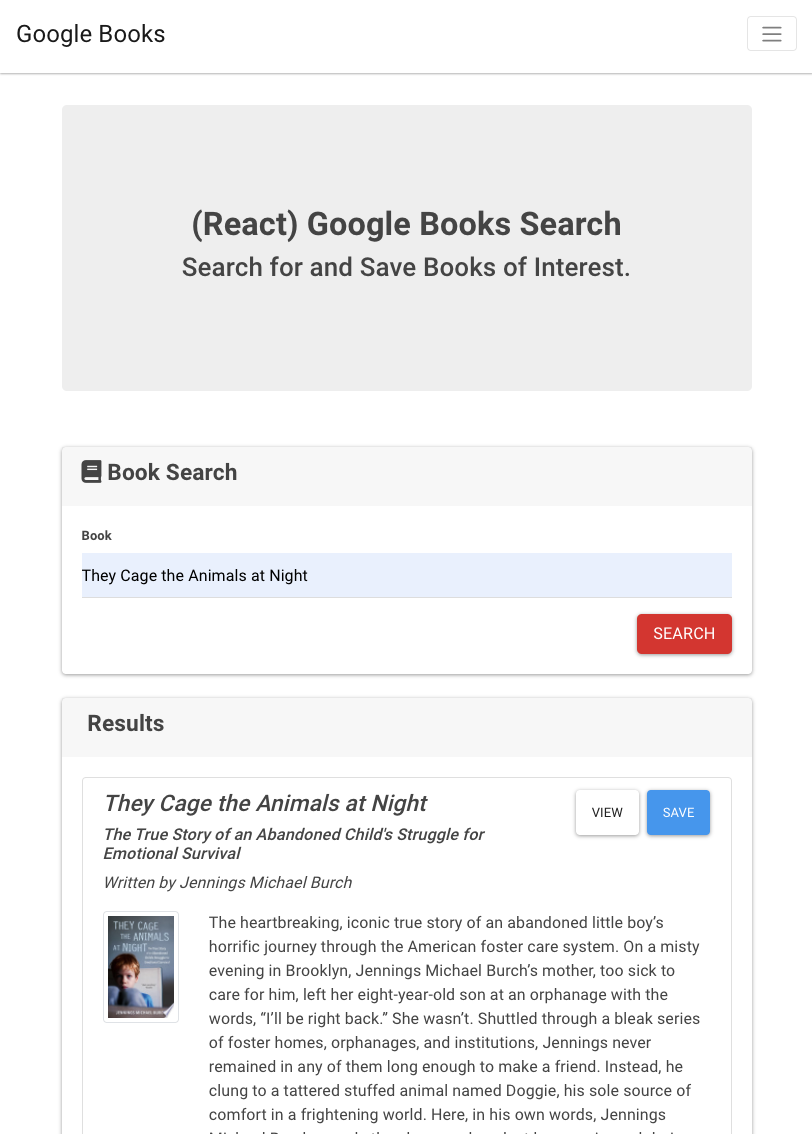 Google Books
(React) Google Books Search
Search for and Save Books of Interest.
Book Search
Book
They Cage the Animals at Night
SEARCH
Results
They Cage the Animals at Night
VIEW
SAVE
The True Story of an Abandoned Child's Struggle for
Emotional Survival
Written by Jennings Michael Burch
THEY CAGE
THE ANIMALS
AT NIGHT
JENNINGS MICHAEL BURCH
The heartbreaking, iconic true story of an abandoned little boy’s
horrific journey through the American foster care system. On a misty
evening in Brooklyn, Jennings Michael Burch’s mother, too sick to
care for him, left her eight-year-old son at an orphanage with the
words, “I’ll be right back.” She wasn’t. Shuttled through a bleak series
of foster homes, orphanages, and institutions, Jennings never
remained in any of them long enough to make a friend. Instead, he
clung to a tattered stuffed animal named Doggie, his sole source of
comfort in a frightening world. Here, in his own words, Jennings